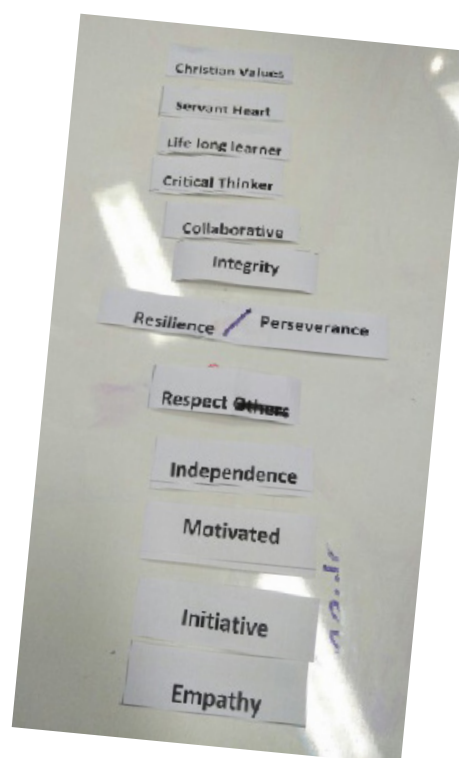 Christian Values
Servant Heart
Life long learner
Critical Thinker
Collaborative
Integrity
Resilience / Perseverance
Respect
Independence
Motivated
Initiative
Empathy